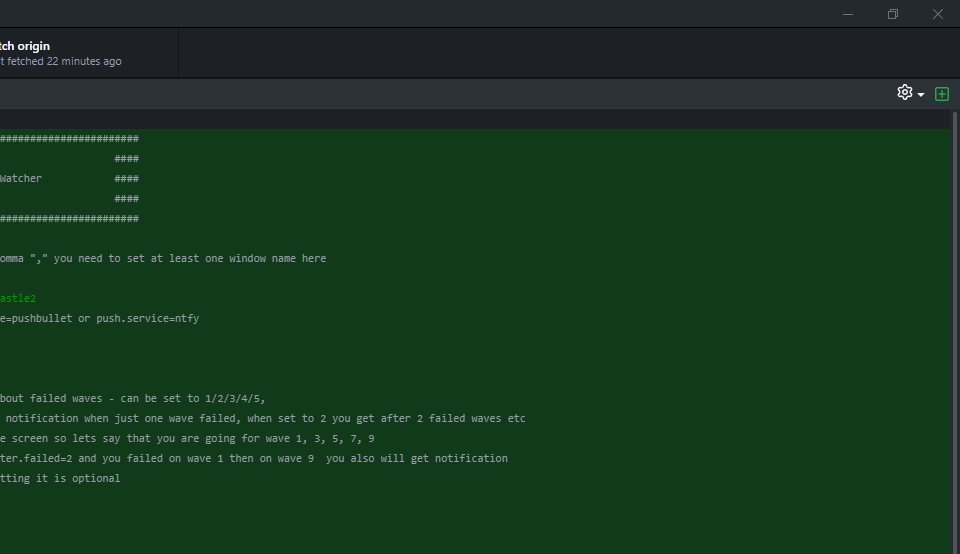 tch origin
t fetched 22 minutes ago
#######################
####
Watcher ####
####
#######################
omma "," you need to set at least one window name here
astle2
e=pushbullet or push.service=ntfy
bout failed waves - can be set to 1/2/3/4/5,
notification when just one wave failed, when set to 2 you get after 2 failed waves etc
e screen so lets say that you are going for wave 1, 3, 5, 7, 9
ter.failed=2 and you failed on wave 1 then on wave 9  you also will get notification
tting it is optional